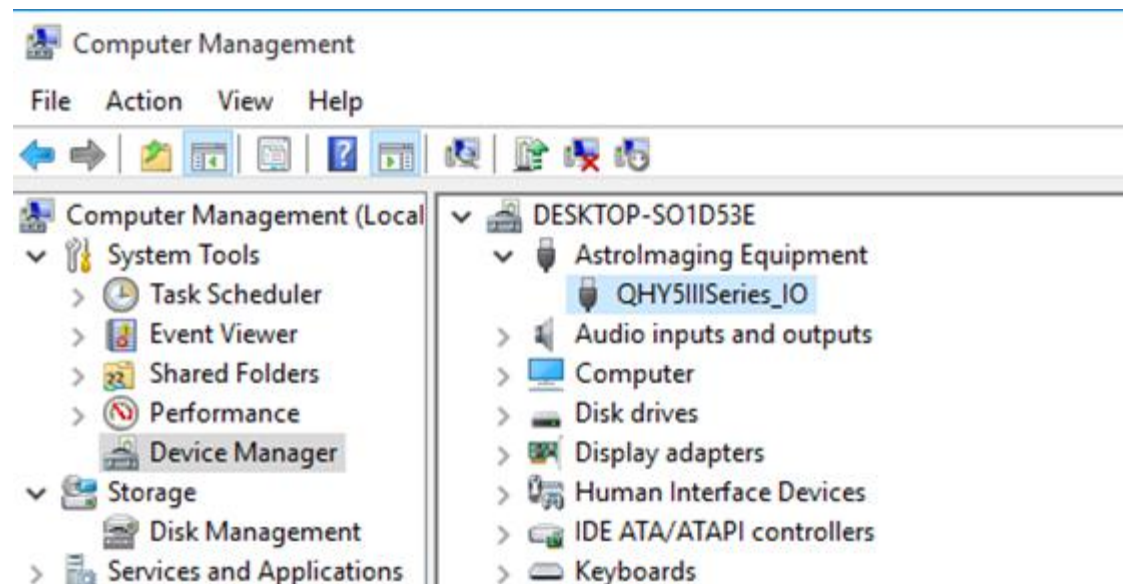 Computer Management
File Action View Help
Computer Management (Local
System Tools
Task Scheduler
Event Viewer
Shared Folders
Performance
Device Manager
Storage
Disk Management
Services and Applications
DESKTOP-SO1D53E
AstroImaging Equipment
QHY5IIISeries_IO
Audio inputs and outputs
Computer
Disk drives
Display adapters
Human Interface Devices
IDE ATA/ATAPI controllers
Keyboards